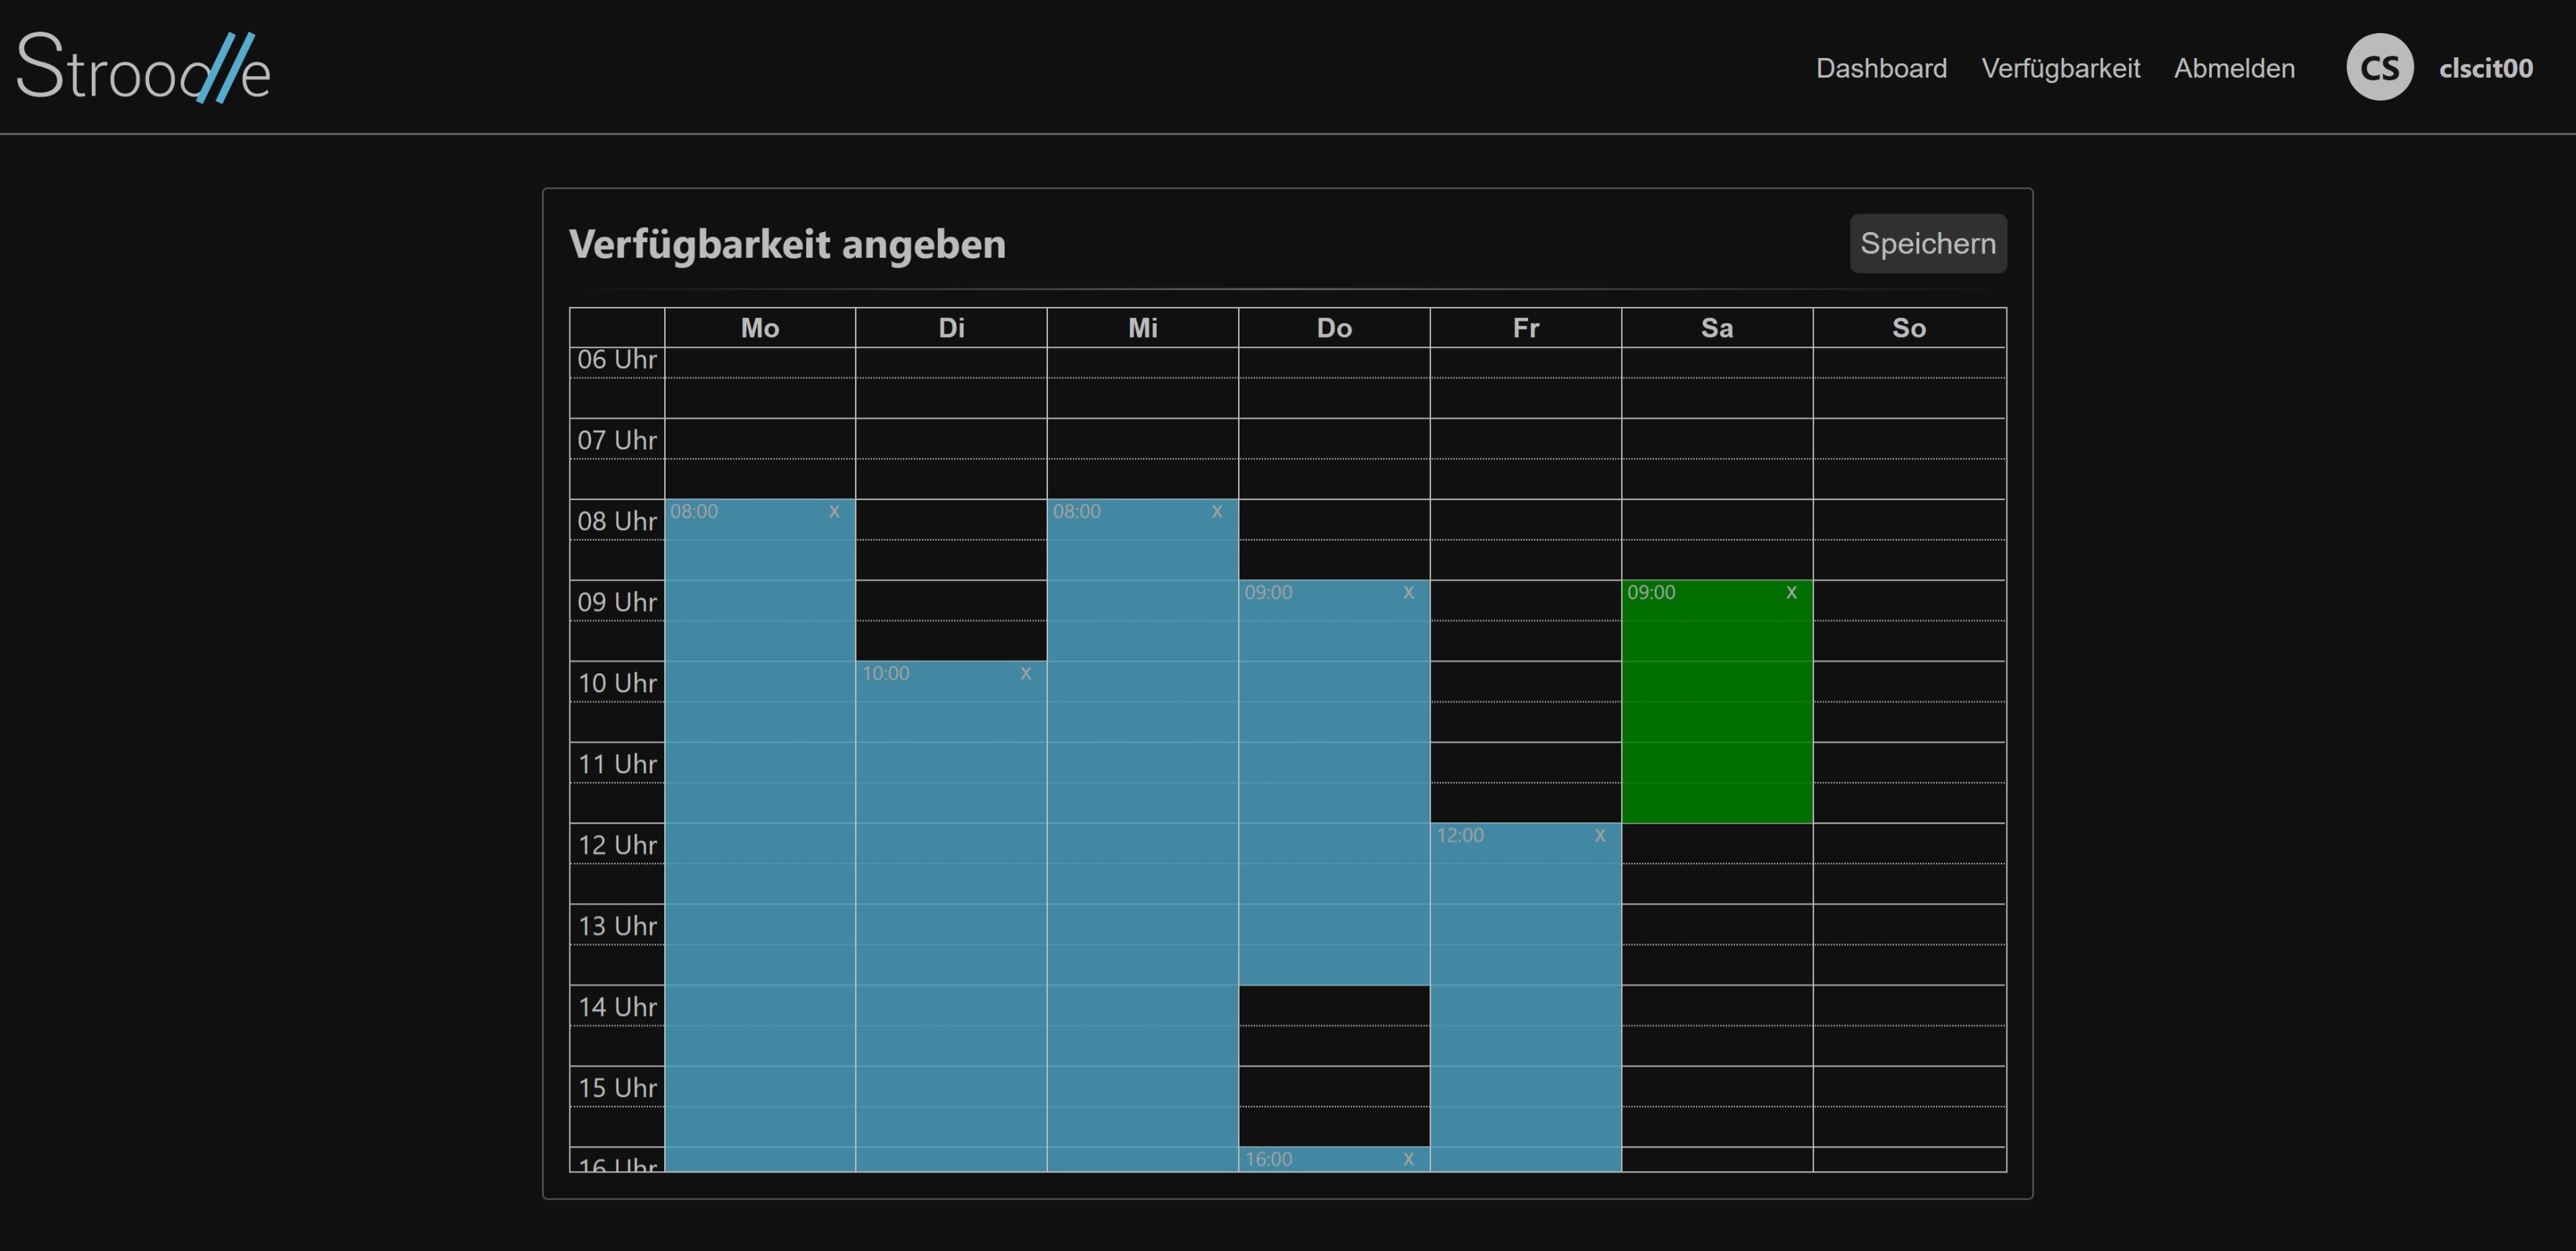 Stroodle
Dashboard Verfügbarkeit Abmelden CS clscit00
Verfügbarkeit angeben Speichern
Mo Di Mi Do Fr Sa So
06 Uhr
07 Uhr
08 Uhr 08:00 x 08:00 x
09 Uhr 09:00 x 09:00 x
10 Uhr 10:00 x
11 Uhr
12 Uhr 12:00 x
13 Uhr
14 Uhr
15 Uhr
16 Uhr 16:00 x